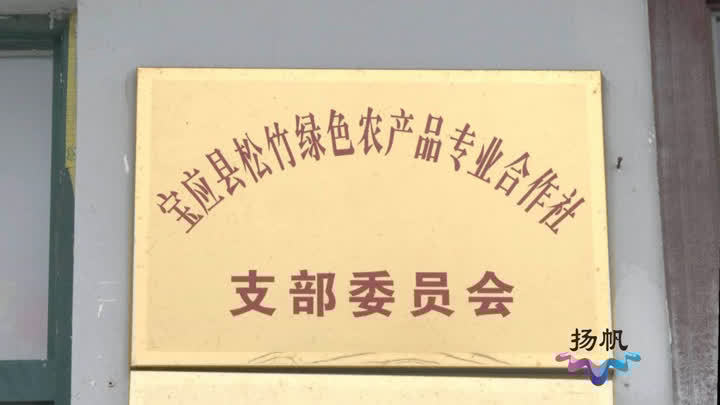 宝应县松竹绿色农产品专业合作社
支部委员会
扬帆